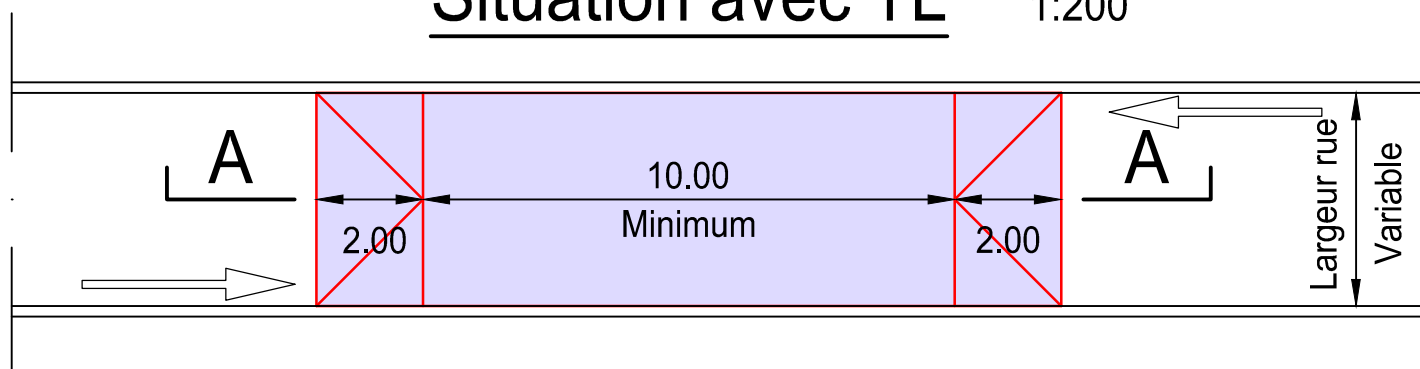 Situation avec TL
1:200
A
A
10.00
Minimum
2.00
2.00
Largeur rue
Variable